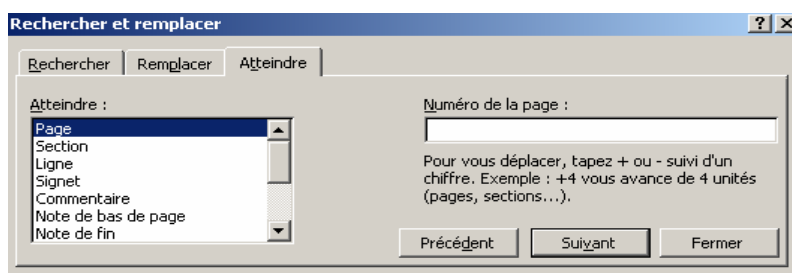 Rechercher et remplacer
Rechercher Remplacer Atteindre
Atteindre :
Page
Section
Ligne
Signet
Commentaire
Note de bas de page
Note de fin
Numéro de la page :
Pour vous déplacer, tapez + ou - suivi d'un
chiffre. Exemple : +4 vous avance de 4 unités
(pages, sections...).
Précédent Suivant Fermer